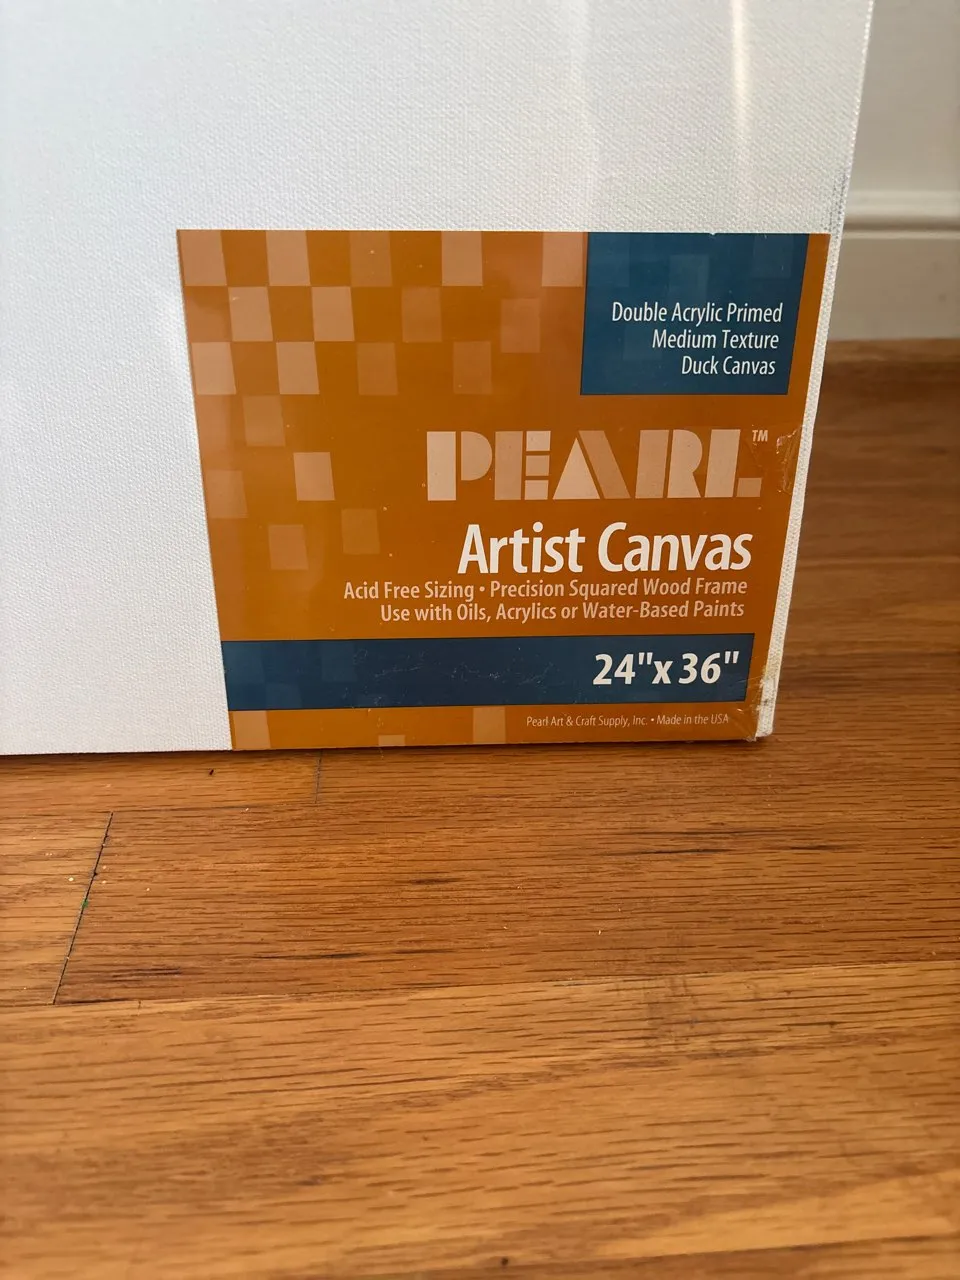 Double Acrylic Primed
Medium Texture
Duck Canvas
PEARL™
Artist Canvas
Acid Free Sizing • Precision Squared Wood Frame
Use with Oils, Acrylics or Water-Based Paints
24"x 36"
Pearl Art & Craft Supply, Inc. • Made in the USA